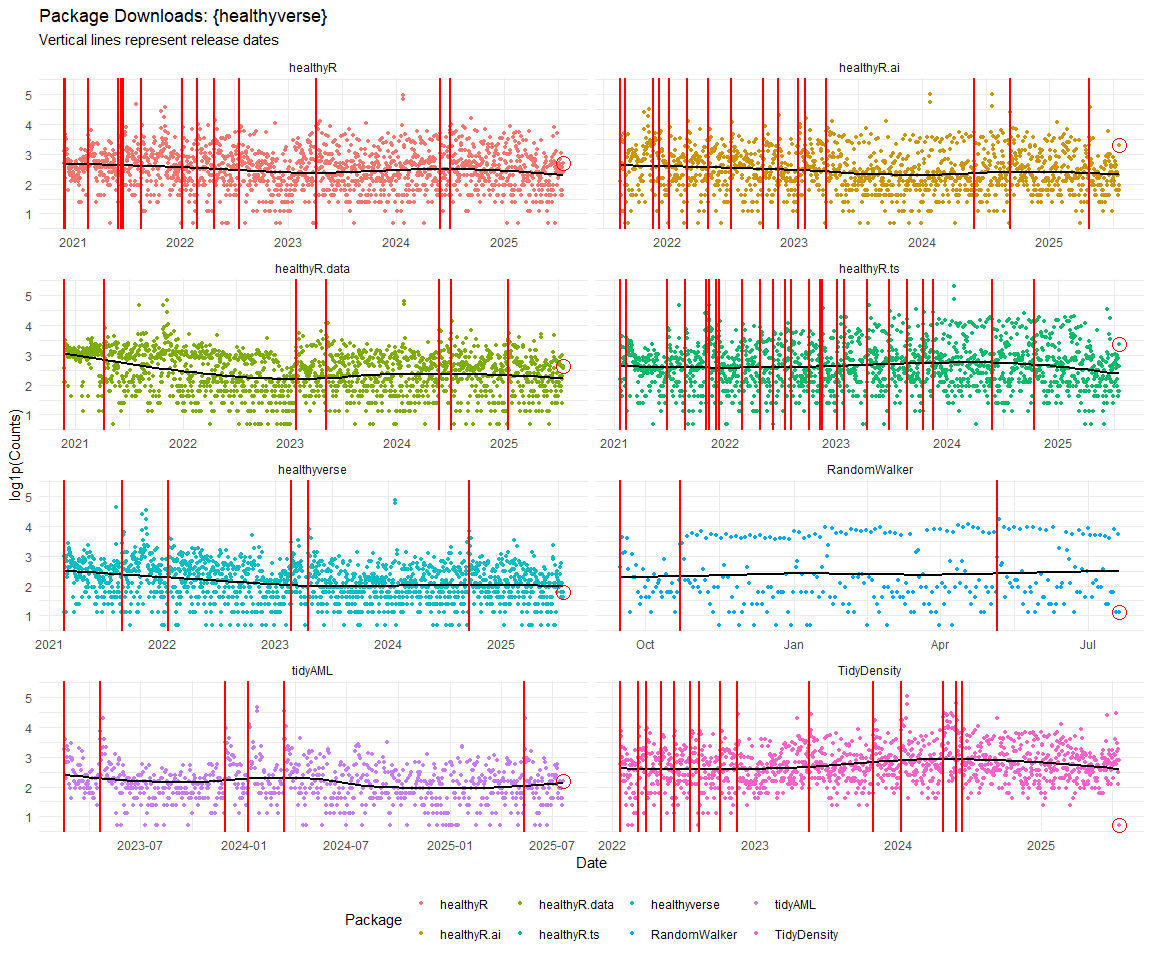 Package Downloads: {healthyverse}
Vertical lines represent release dates
healthyR
healthyR.ai
5
4
3
2
1
2021 2022 2023 2024 2025
2022 2023 2024 2025
healthyR.data
healthyR.ts
5
4
3
2
1
2021 2022 2023 2024 2025
2021 2022 2023 2024 2025
log1p(Counts)
healthyverse
RandomWalker
5
4
3
2
1
2021 2022 2023 2024 2025
Oct Jan Apr Jul
tidyAML
TidyDensity
5
4
3
2
1
2023-07 2024-01 2024-07 2025-01 2025-07
2022 2023 2024 2025
Date
Package
healthyR healthyR.data healthyverse tidyAML
healthyR.ai healthyR.ts RandomWalker TidyDensity